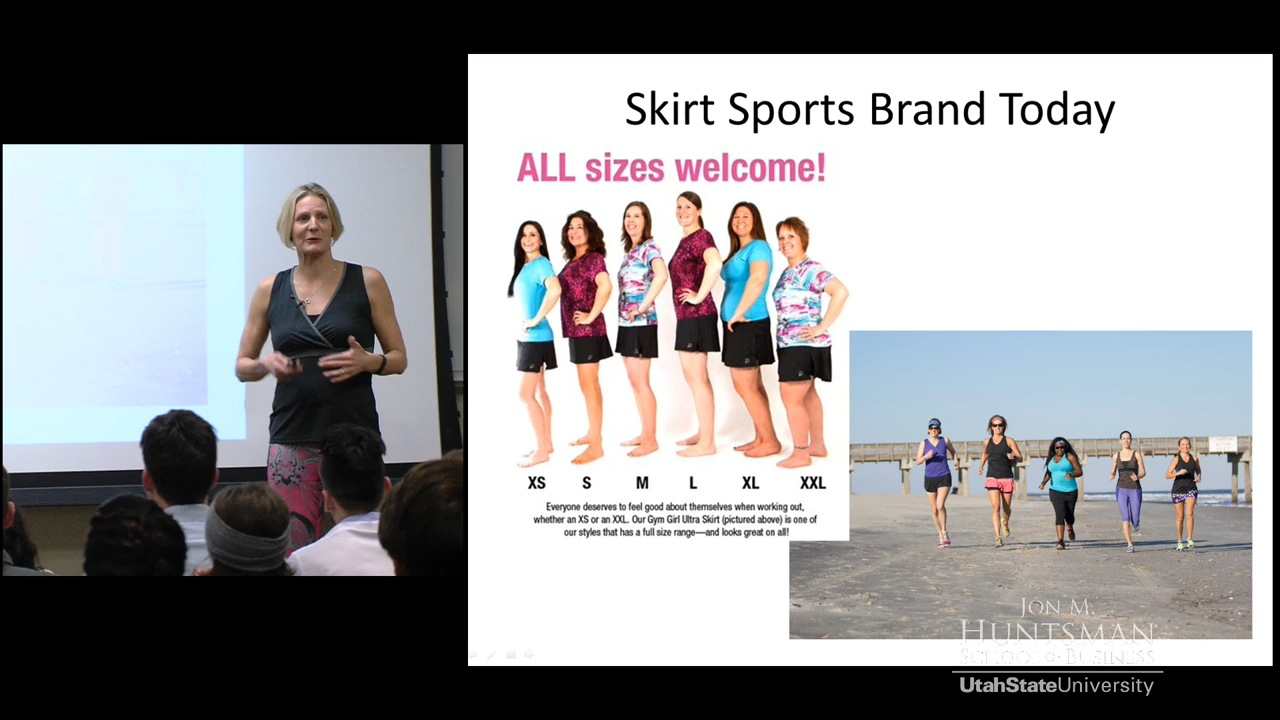 Skirt Sports Brand Today
ALL sizes welcome!
XS S M L XL XXL
Everyone deserves to feel good about themselves when working out,
whether an XS or an XXL. Our Gym Girl Ultra Skirt (pictured above) is one of
our styles that has a full size range—and looks great on all!
JON M.
HUNTSMAN
SCHOOL of BUSINESS
UtahStateUniversity